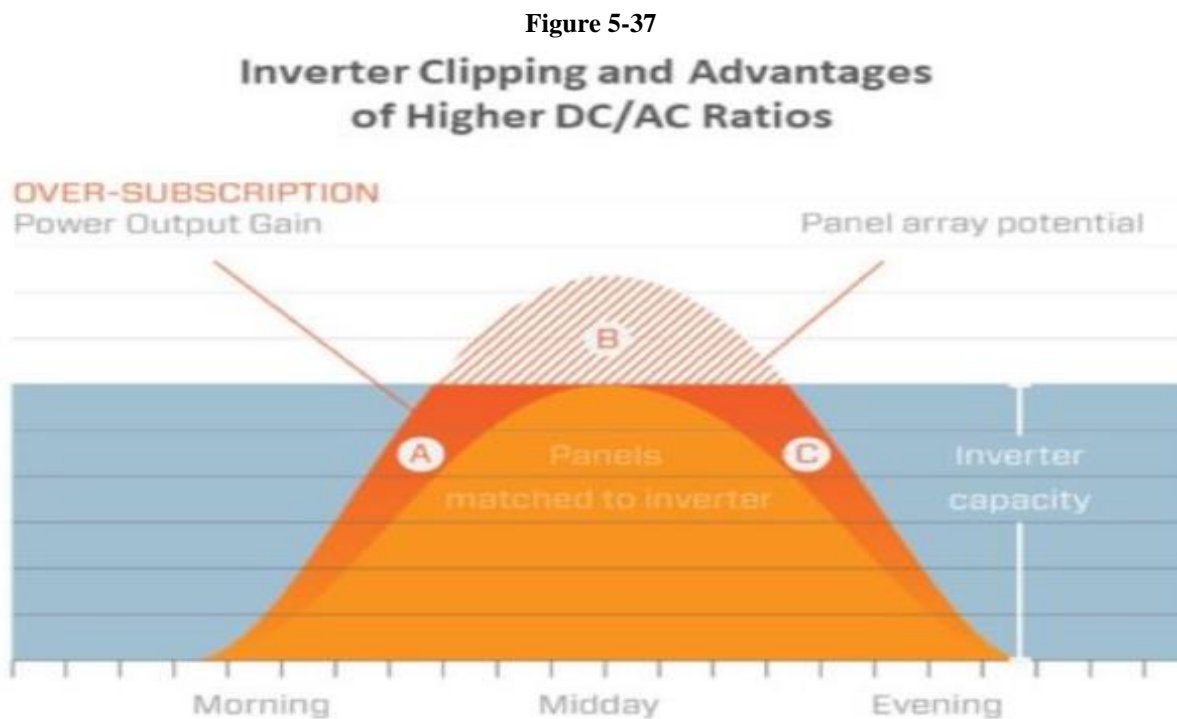 Figure 5-37
Inverter Clipping and Advantages
of Higher DC/AC Ratios
OVER-SUBSCRIPTION
Power Output Gain
Panel array potential
B
A
Panels
matched to inverter
C
Inverter
capacity
Morning
Midday
Evening